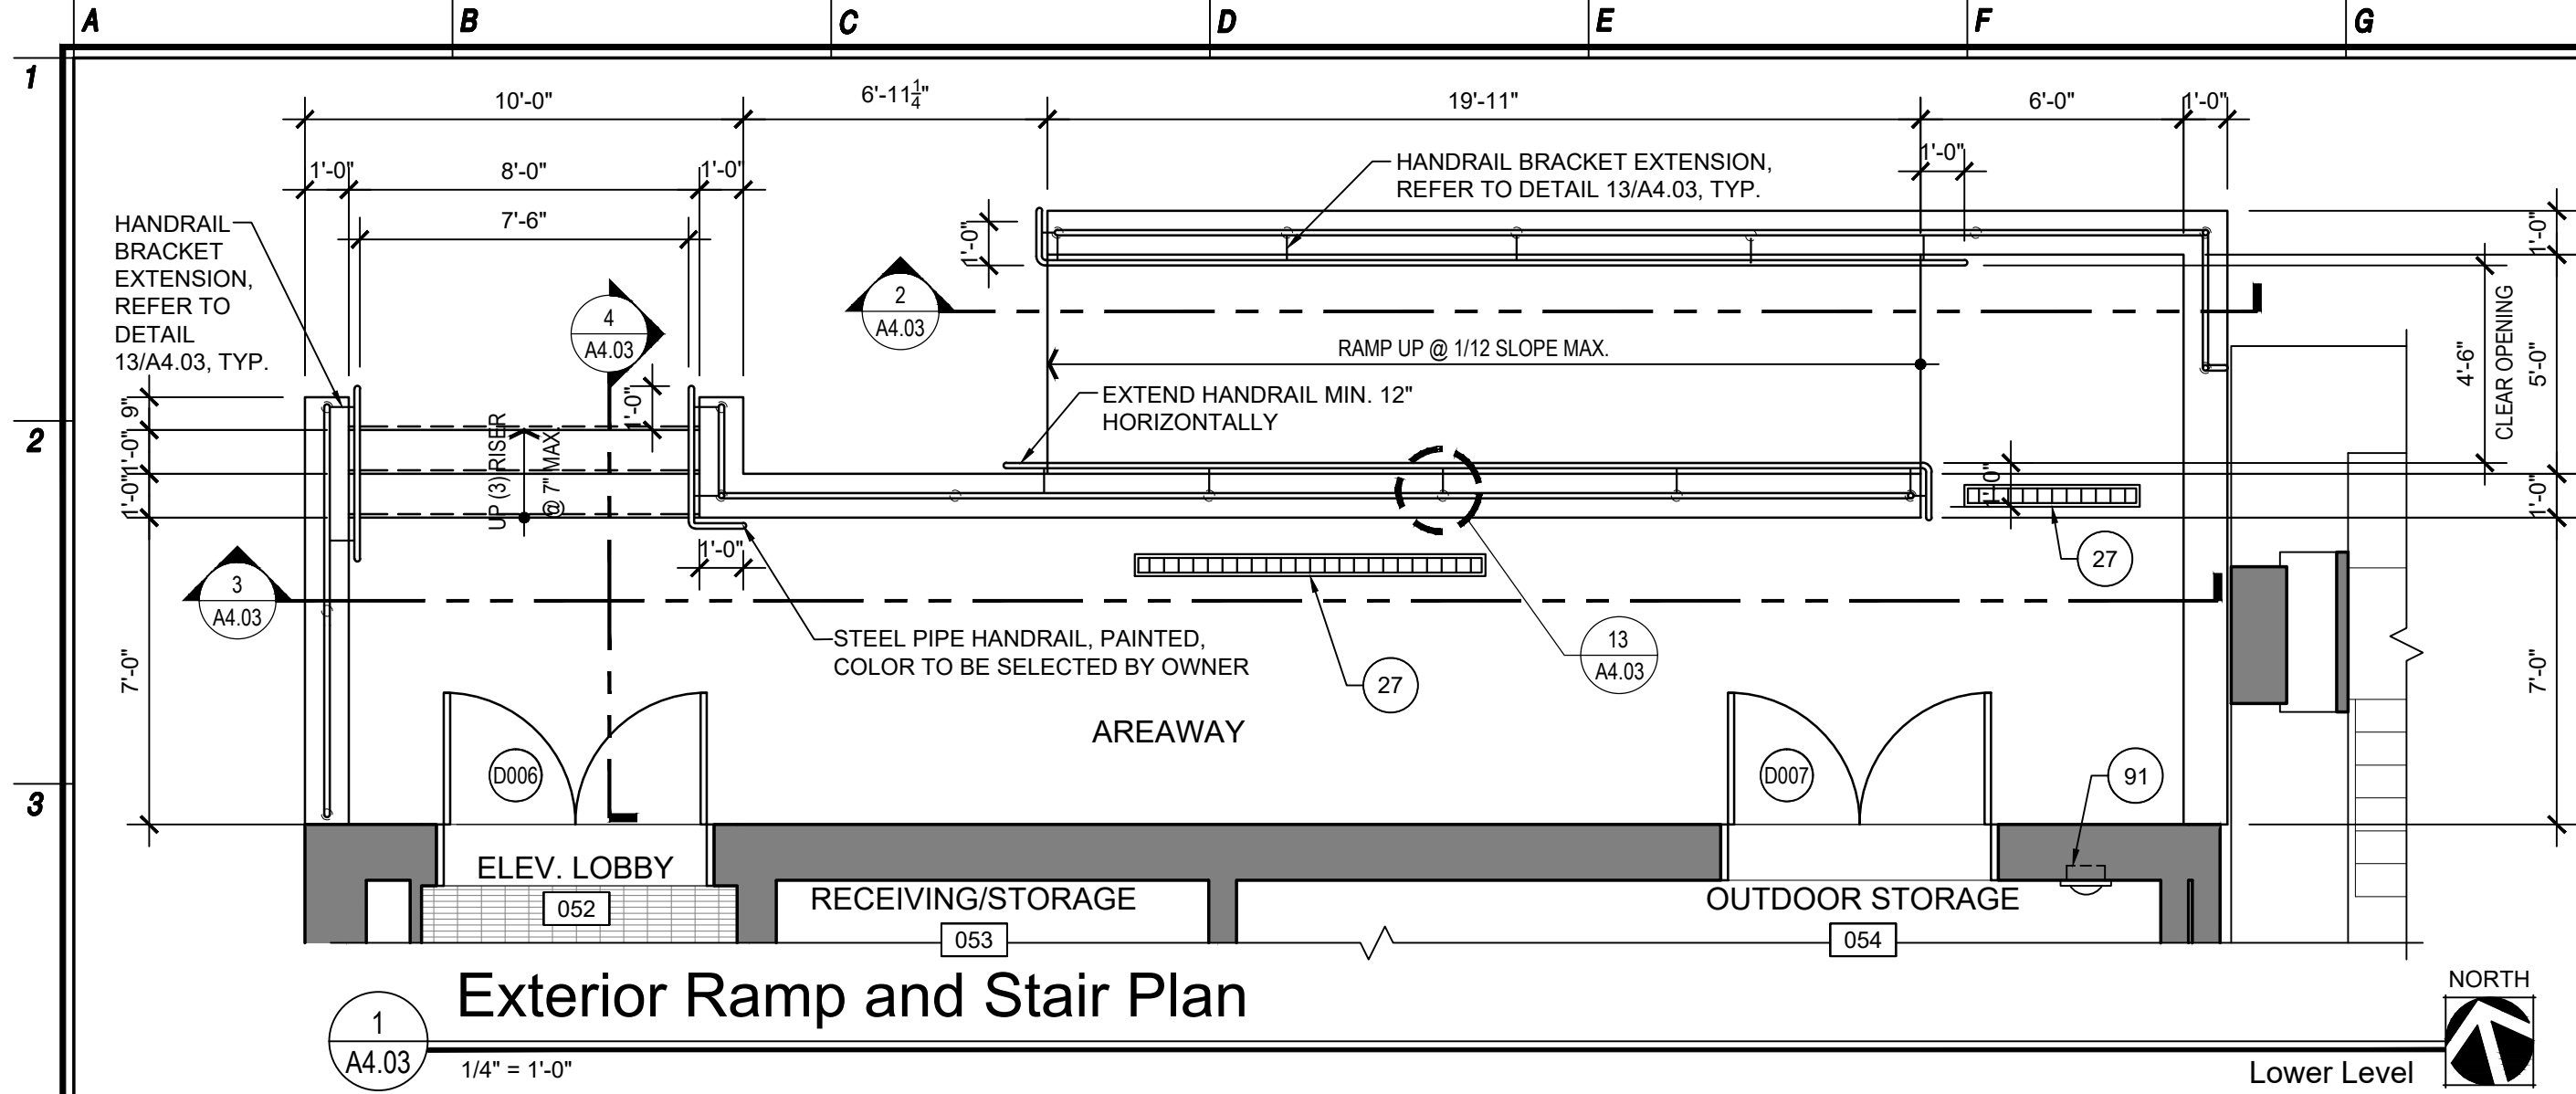 A B C D E F G
1
10'-0" 6'-11 1/4" 19'-11" 6'-0" 1'-0"
1'-0" 8'-0" 1'-0"
7'-6"
HANDRAIL
BRACKET
EXTENSION,
REFER TO
DETAIL
13/A4.03, TYP.
HANDRAIL BRACKET EXTENSION,
REFER TO DETAIL 13/A4.03, TYP.
1'-0"
1'-0"
1'-0"
4
A4.03
2
A4.03
RAMP UP @ 1/12 SLOPE MAX.
4'-6"
CLEAR OPENING
5'-0"
EXTEND HANDRAIL MIN. 12"
HORIZONTALLY
2
9"
1'-0"
1'-0"
UP (3) RISER
@ 7" MAX.
1'-0"
1'-0"
1'-0"
1'-0"
27
3
A4.03
STEEL PIPE HANDRAIL, PAINTED,
COLOR TO BE SELECTED BY OWNER
27
13
A4.03
7'-0"
7'-0"
AREAWAY
D006
D007
91
3
ELEV. LOBBY
052
RECEIVING/STORAGE
053
OUTDOOR STORAGE
054
Exterior Ramp and Stair Plan
1
A4.03
1/4" = 1'-0"
NORTH
Lower Level